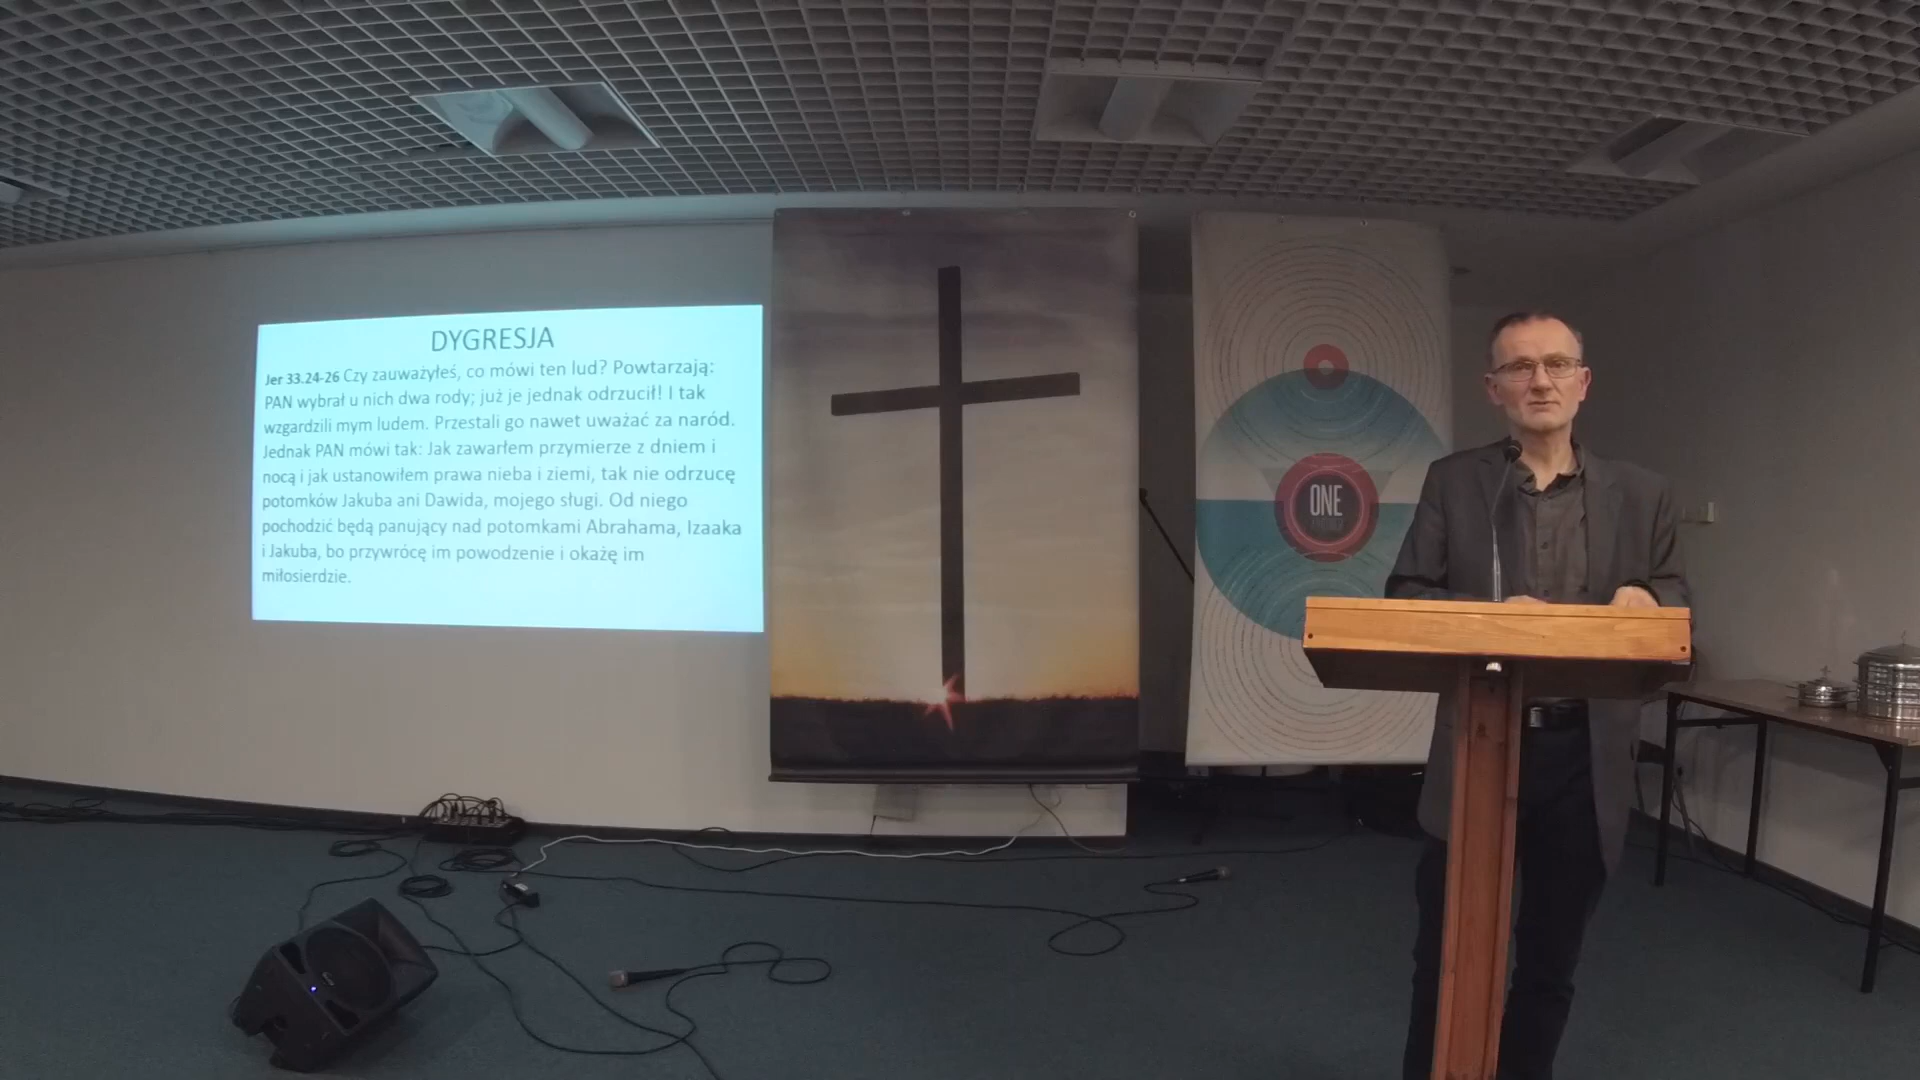 DYGRESJA
Jer 33.24-26 Czy zauważyłeś, co mówi ten lud? Powtarzają:
PAN wybrał u nich dwa rody; już je jednak odrzucił! I tak
wzgardzili mym ludem. Przestali go nawet uważać za naród.
Jednak PAN mówi tak: Jak zawarłem przymierze z dniem i
nocą i jak ustanowiłem prawa nieba i ziemi, tak nie odrzucę
potomków Jakuba ani Dawida, mojego sługi. Od niego
pochodzić będą panujący nad potomkami Abrahama, Izaaka
i Jakuba, bo przywrócę im powodzenie i okażę im
miłosierdzie.
ONE